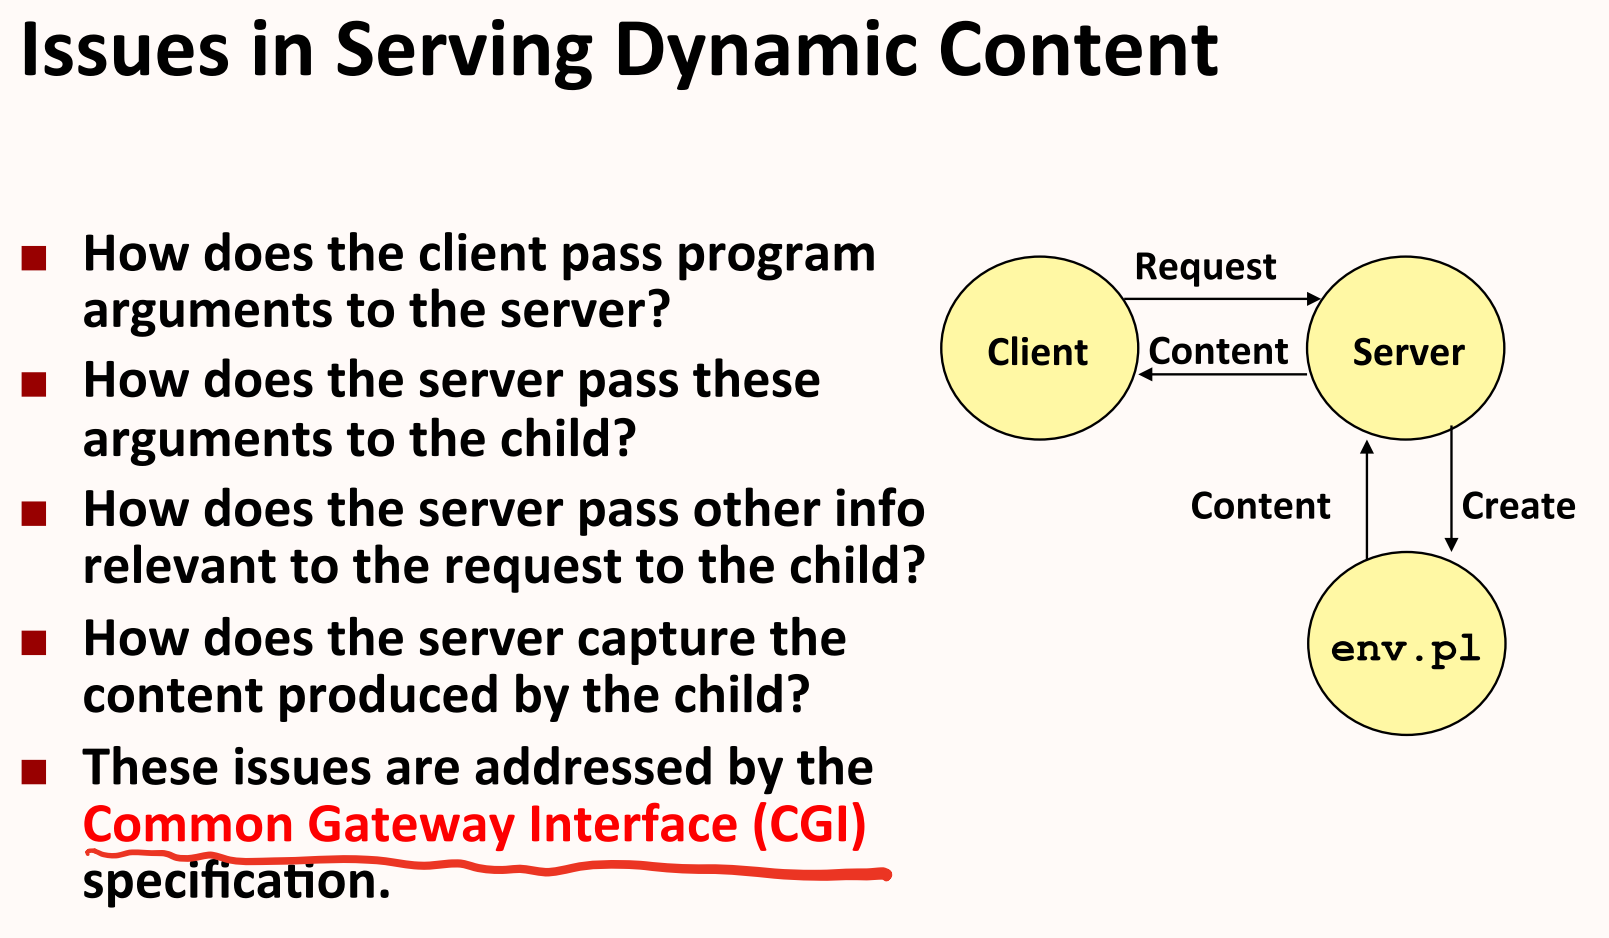 Issues in Serving Dynamic Content
How does the client pass program
arguments to the server?
How does the server pass these
arguments to the child?
How does the server pass other info
relevant to the request to the child?
How does the server capture the
content produced by the child?
These issues are addressed by the
Common Gateway Interface (CGI)
specification.
Request
Client
Content
Server
Content
Create
env.pl